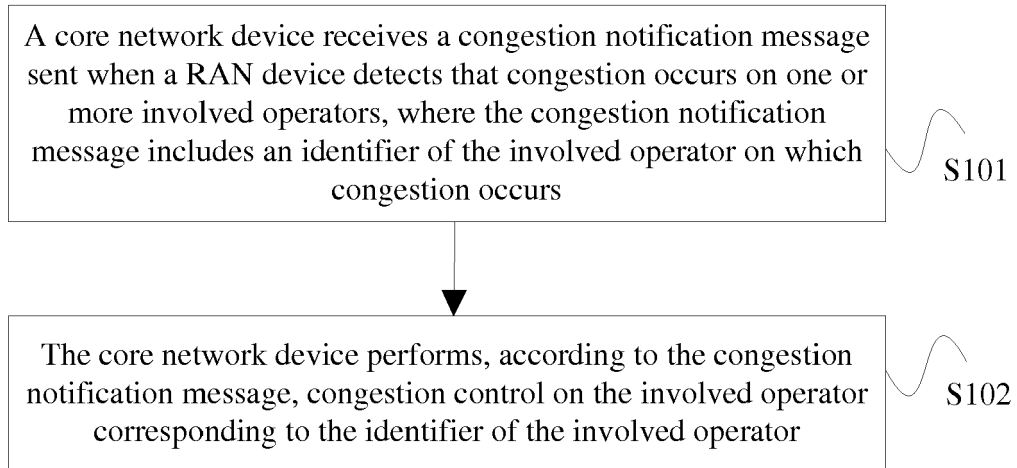 A core network device receives a congestion notification message
sent when a RAN device detects that congestion occurs on one or
more involved operators, where the congestion notification
message includes an identifier of the involved operator on which
congestion occurs
S101
The core network device performs, according to the congestion
notification message, congestion control on the involved operator
corresponding to the identifier of the involved operator
S102